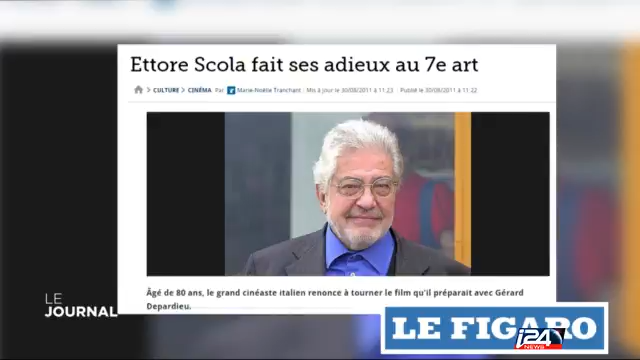 Ettore Scola fait ses adieux au 7e art
CULTURE > CINÉMA Par Marie-Noëlle Tranchant Mis à jour le 30/08/2011 à 11:23 Publié le 30/08/2011 à 11:22
Âgé de 80 ans, le grand cinéaste italien renonce à tourner le film qu'il préparait avec Gérard
Depardieu.
LE
JOURNAL
LE FIGARO
i24
NEWS